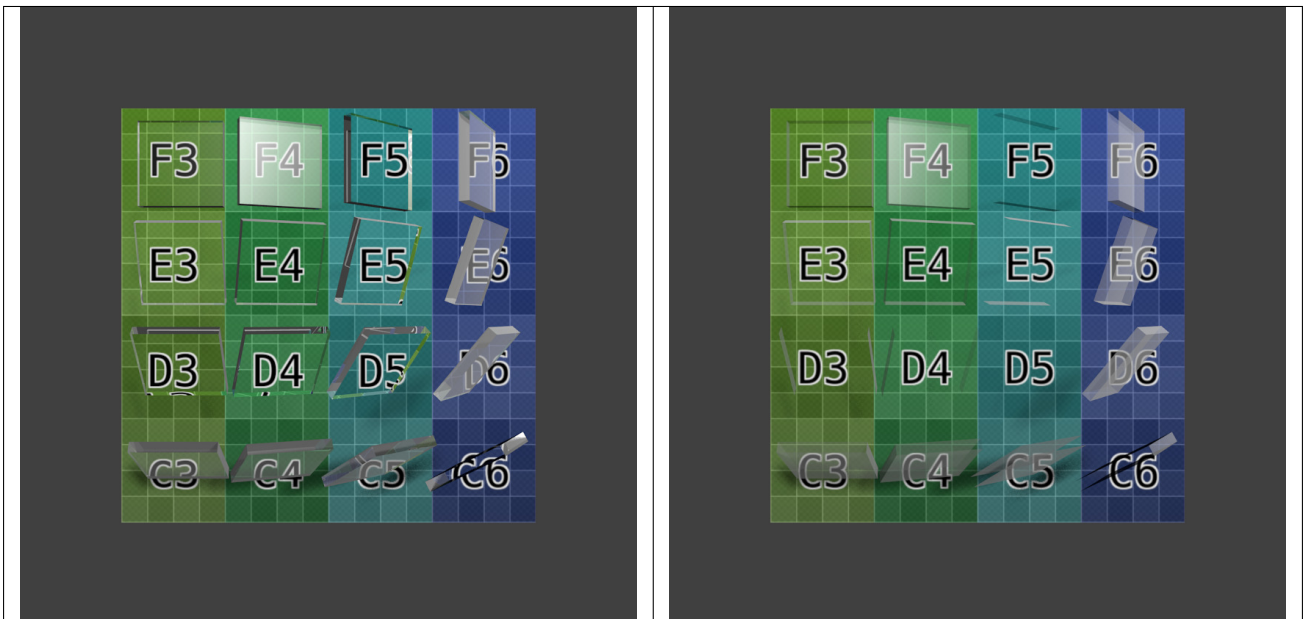 F3 F4 F5 F6 F3 F4 F5 F6
E3 E4 E5 E6 E3 E4 E5 E6
D3 D4 D5 D6 D3 D4 D5 D6
C3 C4 C5 C6 C3 C4 C5 C6